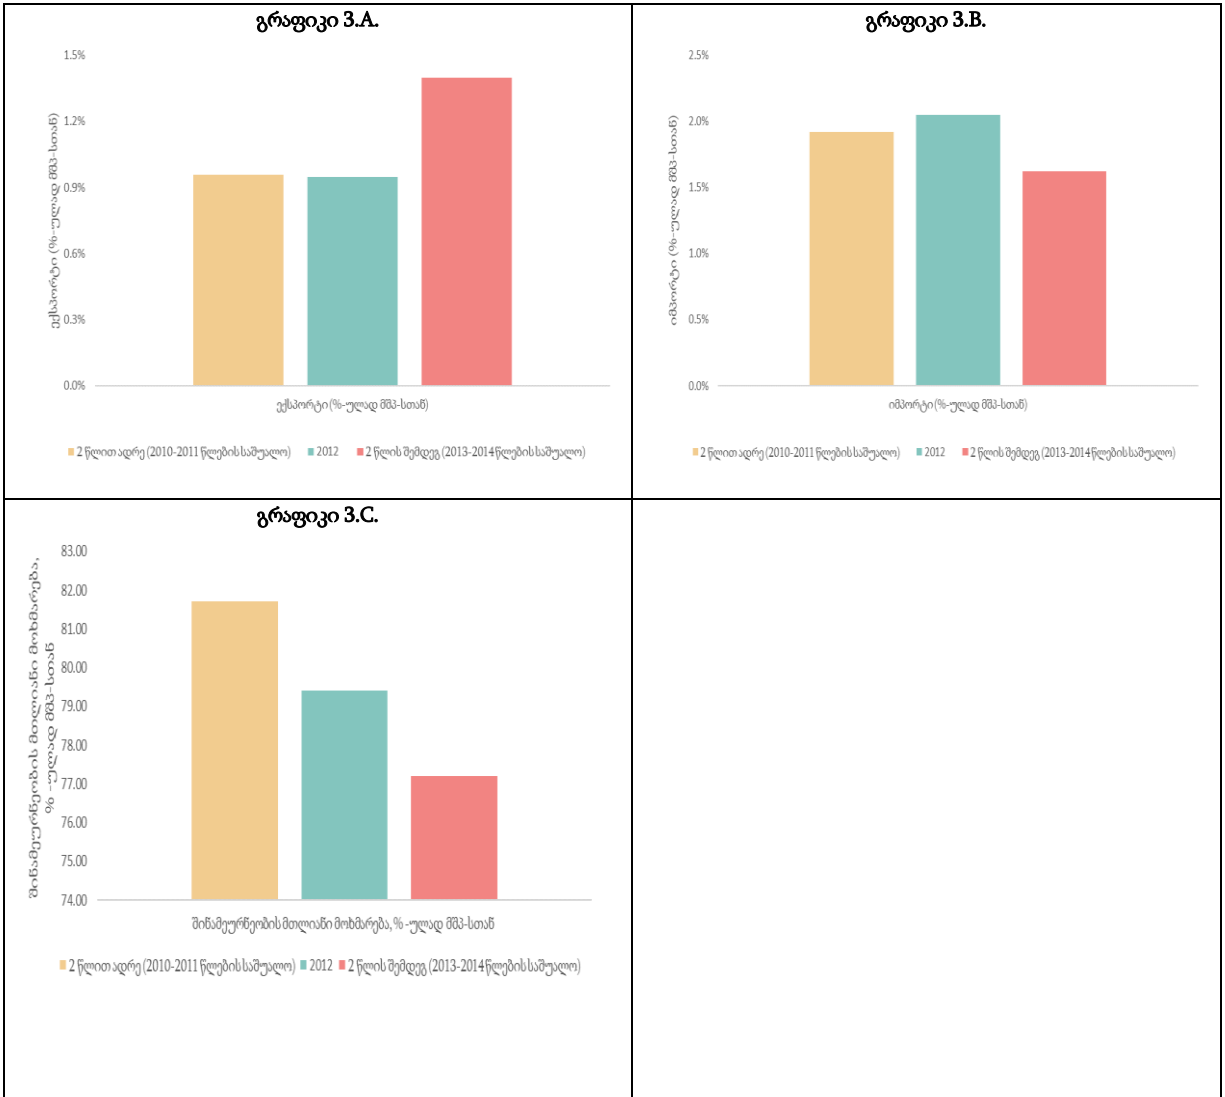 გრაფიკი 3.A.
1.5%
1.2%
0.9%
0.6%
0.3%
0.0%
ექსპორტი (%-ულად მშპ-სთან)
ექსპორტი (%-ულად მშპ-სთან)
2 წლით ადრე (2010-2011 წლების საშუალო)
2012
2 წლის შემდეგ (2013-2014 წლების საშუალო)
გრაფიკი 3.B.
2.5%
2.0%
1.5%
1.0%
0.5%
0.0%
იმპორტი (%-ულად მშპ-სთან)
იმპორტი (%-ულად მშპ-სთან)
2 წლით ადრე (2010-2011 წლების საშუალო)
2012
2 წლის შემდეგ (2013-2014 წლების საშუალო)
გრაფიკი 3.C.
83.00
82.00
81.00
80.00
79.00
78.00
77.00
76.00
75.00
74.00
შინამეურნეობის მთლიანი მოხმარება,
% -ულად მშპ-სთან
შინამეურნეობის მთლიანი მოხმარება, % -ულად მშპ-სთან
2 წლით ადრე (2010-2011 წლების საშუალო)
2012
2 წლის შემდეგ (2013-2014 წლების საშუალო)